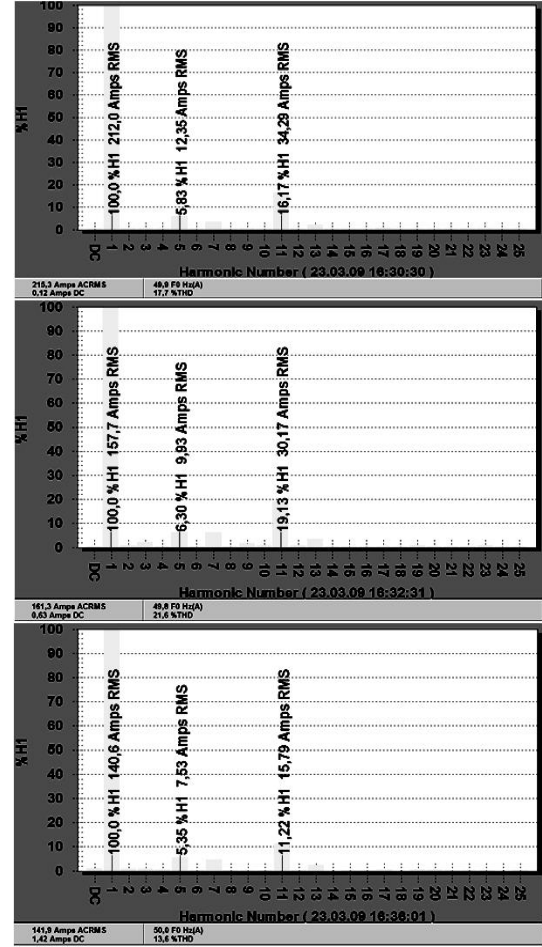 100
90
80
70
60
50
40
30
20
10
0
%H1
100,0 %H1 212,0 Amps RMS
5,83 %H1 12,35 Amps RMS
16,17 %H1 34,29 Amps RMS
DC 1 2 3 4 5 6 7 8 9 10 11 12 13 14 15 16 17 18 19 20 21 22 23 24 25
Harmonic Number ( 23.03.09 16:30:30 )
215,3 Amps ACRMS 49,9 F0 Hz(A)
0,12 Amps DC 17,7 %THD
100
90
80
70
60
50
40
30
20
10
0
%H1
100,0 %H1 157,7 Amps RMS
6,30 %H1 9,93 Amps RMS
19,13 %H1 30,17 Amps RMS
DC 1 2 3 4 5 6 7 8 9 10 11 12 13 14 15 16 17 18 19 20 21 22 23 24 25
Harmonic Number ( 23.03.09 16:32:31 )
161,3 Amps ACRMS 49,8 F0 Hz(A)
0,63 Amps DC 21,6 %THD
100
90
80
70
60
50
40
30
20
10
0
%H1
100,0 %H1 140,6 Amps RMS
5,35 %H1 7,53 Amps RMS
11,22 %H1 15,79 Amps RMS
DC 1 2 3 4 5 6 7 8 9 10 11 12 13 14 15 16 17 18 19 20 21 22 23 24 25
Harmonic Number ( 23.03.09 16:36:01 )
141,9 Amps ACRMS 50,0 F0 Hz(A)
1,42 Amps DC 13,6 %THD